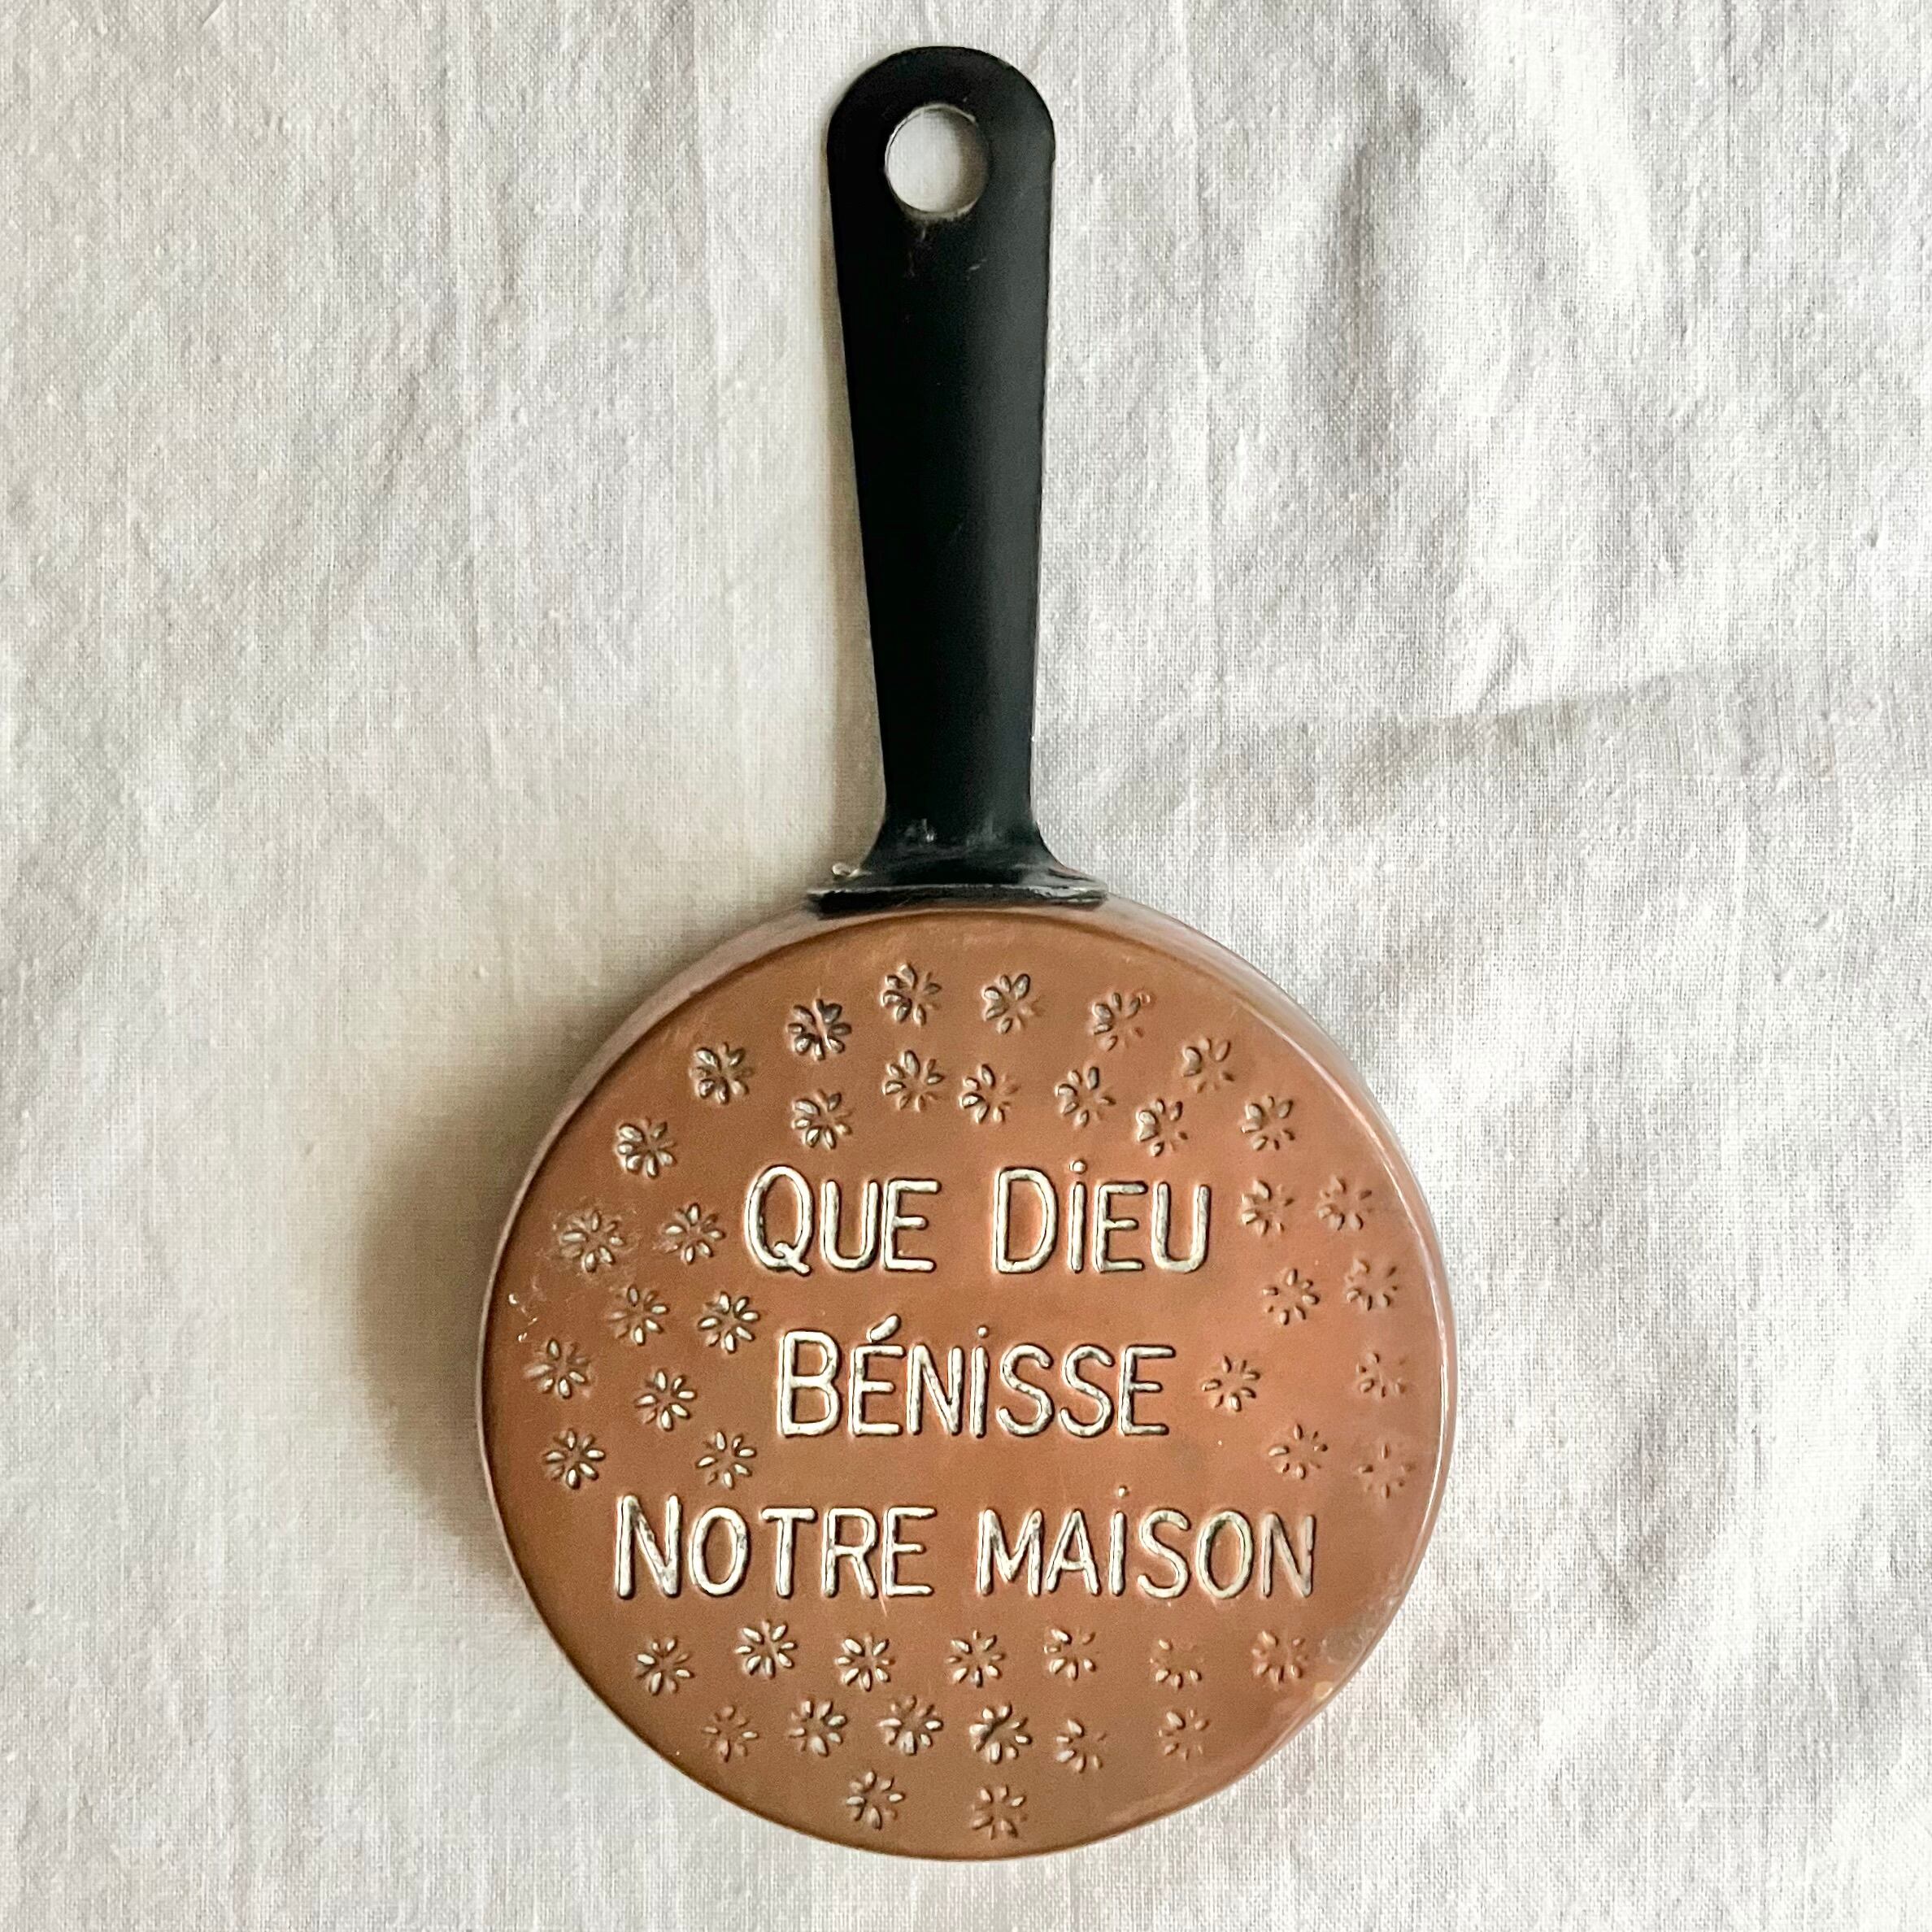 QUE DiEU
BÉNiSSE
NOTRE MAiSON